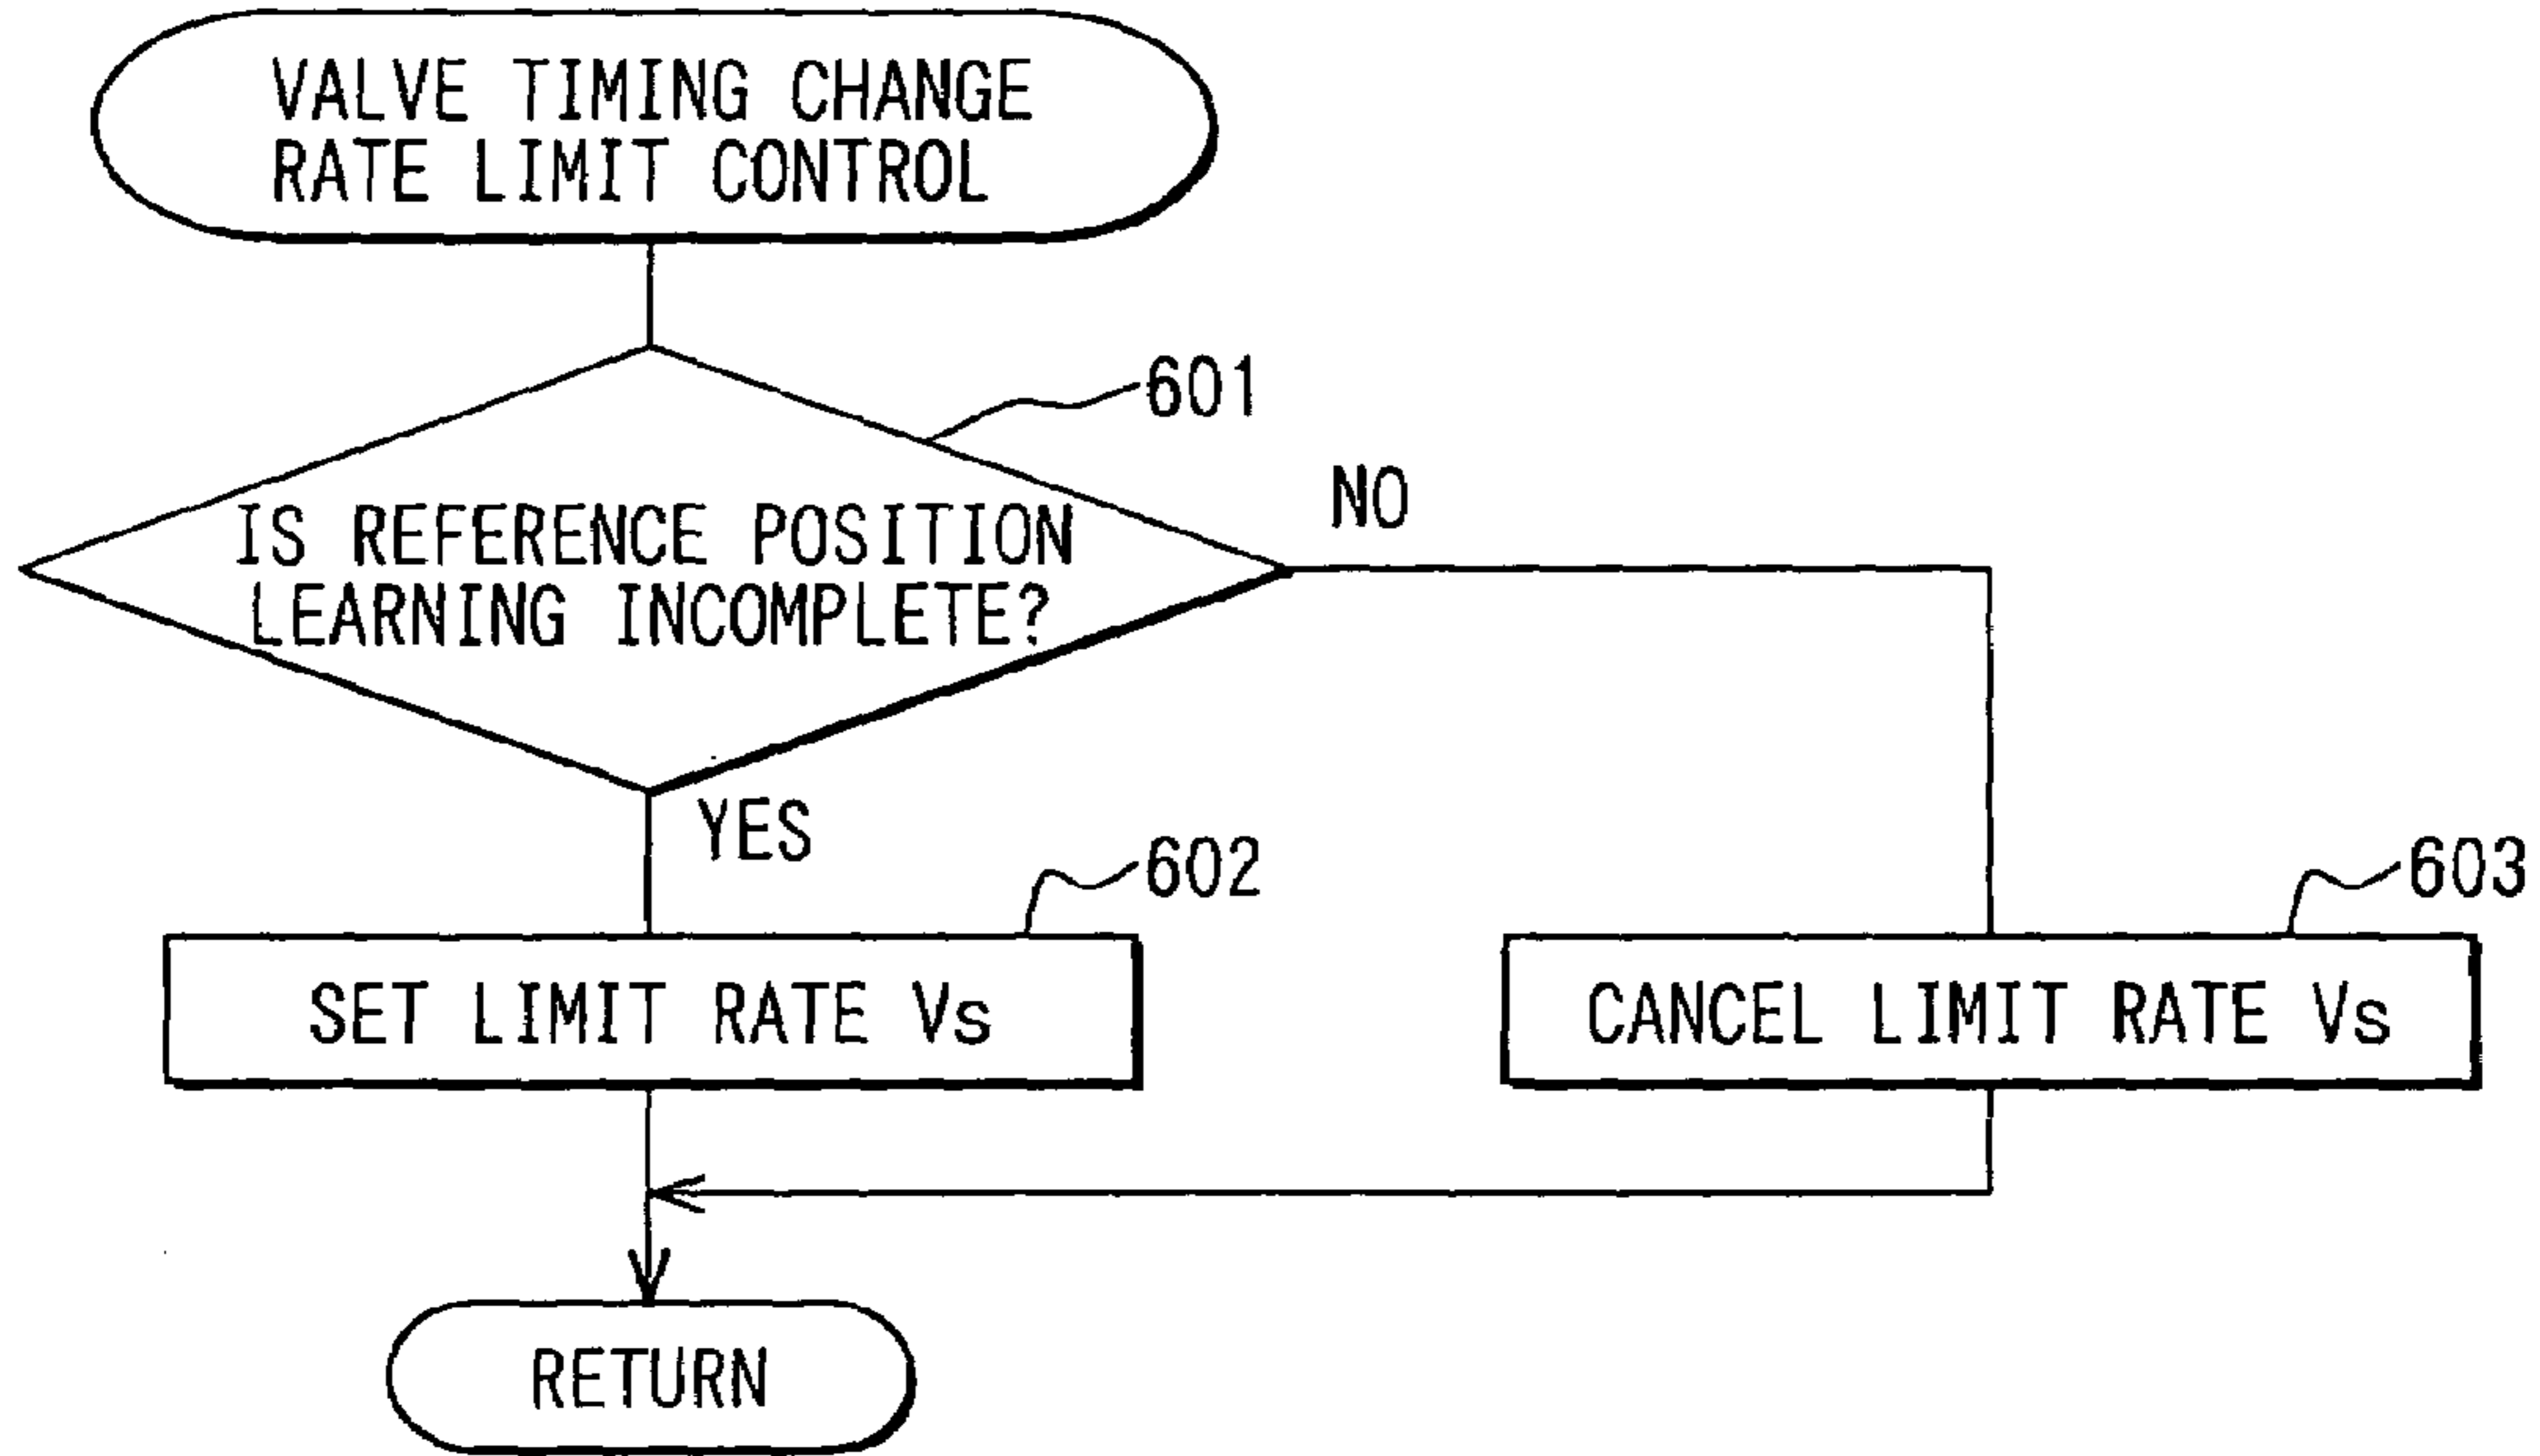 VALVE TIMING CHANGE
RATE LIMIT CONTROL
601
IS REFERENCE POSITION
LEARNING INCOMPLETE?
NO
YES
602
SET LIMIT RATE Vs
603
CANCEL LIMIT RATE Vs
RETURN